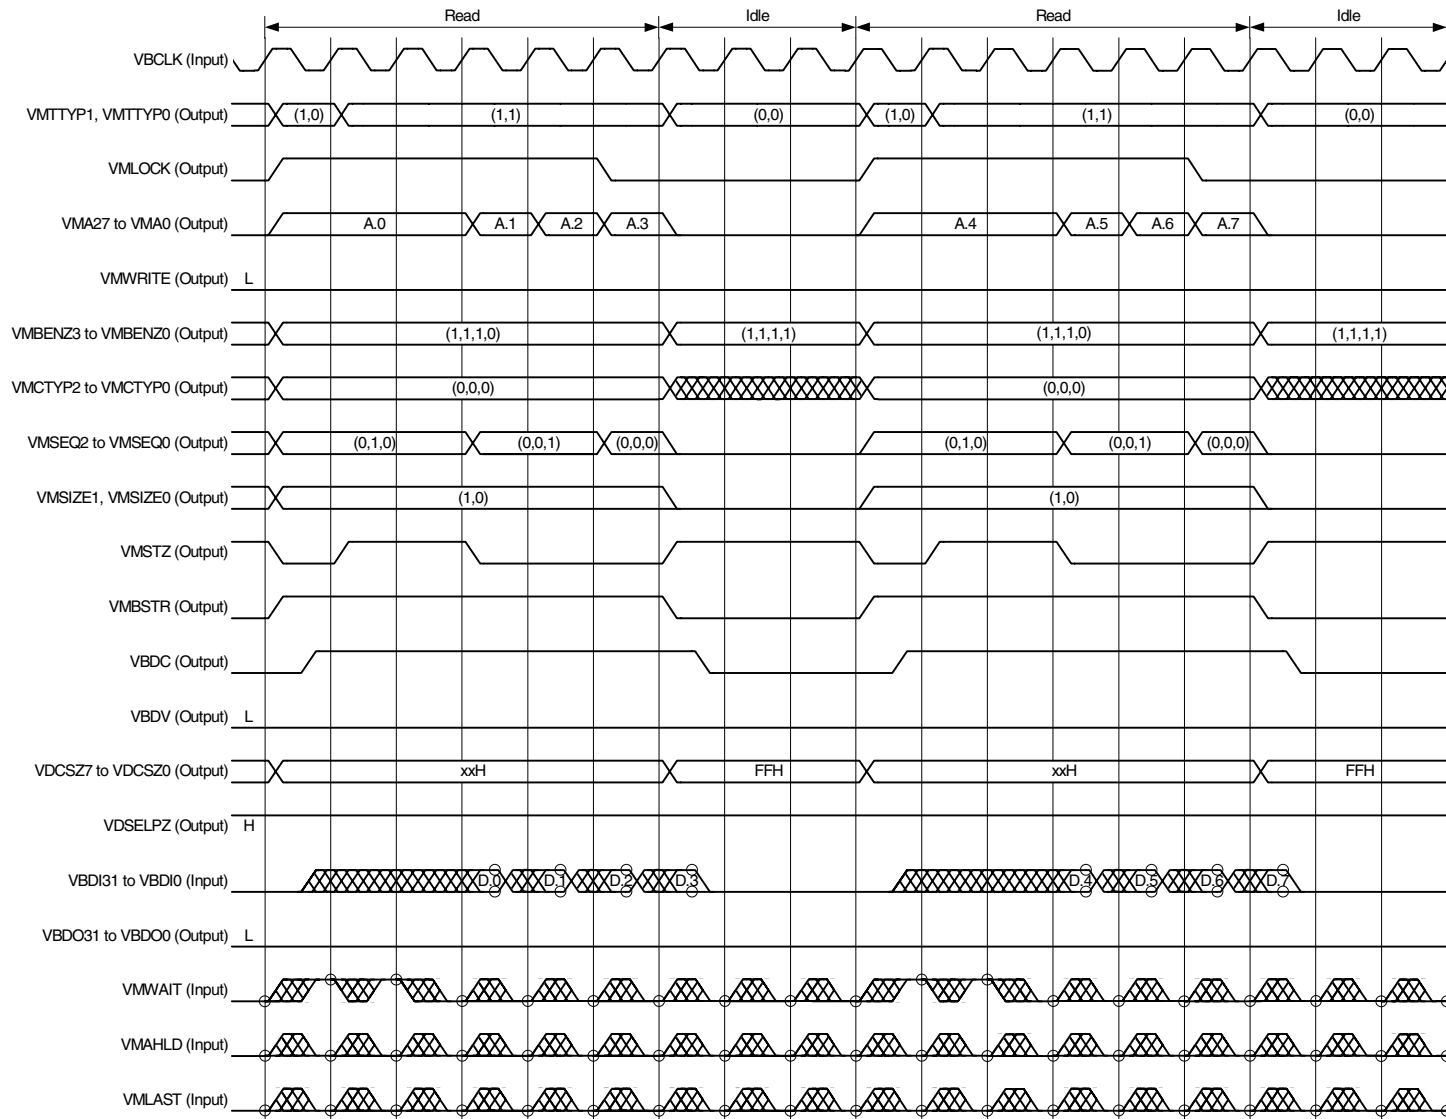 Read Idle Read Idle
VBCLK (Input)
VMTTYP1, VMTTYP0 (Output) (1,0) (1,1) (0,0) (1,0) (1,1) (0,0)
VMLOCK (Output)
VMA27 to VMA0 (Output) A.0 A.1 A.2 A.3 A.4 A.5 A.6 A.7
VMWRITE (Output) L
VMBENZ3 to VMBENZ0 (Output) (1,1,1,0) (1,1,1,1) (1,1,1,0) (1,1,1,1)
VMCTYP2 to VMCTYP0 (Output) (0,0,0) (0,0,0)
VMSEQ2 to VMSEQ0 (Output) (0,1,0) (0,0,1) (0,0,0) (0,1,0) (0,0,1) (0,0,0)
VMSIZE1, VMSIZE0 (Output) (1,0) (1,0)
VMSTZ (Output)
VMBSTR (Output)
VBDC (Output)
VBDV (Output) L
VDCSZ7 to VDCSZ0 (Output) xxH FFH xxH FFH
VDSELPZ (Output) H
VBDI31 to VBDI0 (Input) D.0 D.1 D.2 D.3 D.4 D.5 D.6 D.7
VBDO31 to VBDO0 (Output) L
VMWAIT (Input)
VMAHLD (Input)
VMLAST (Input)